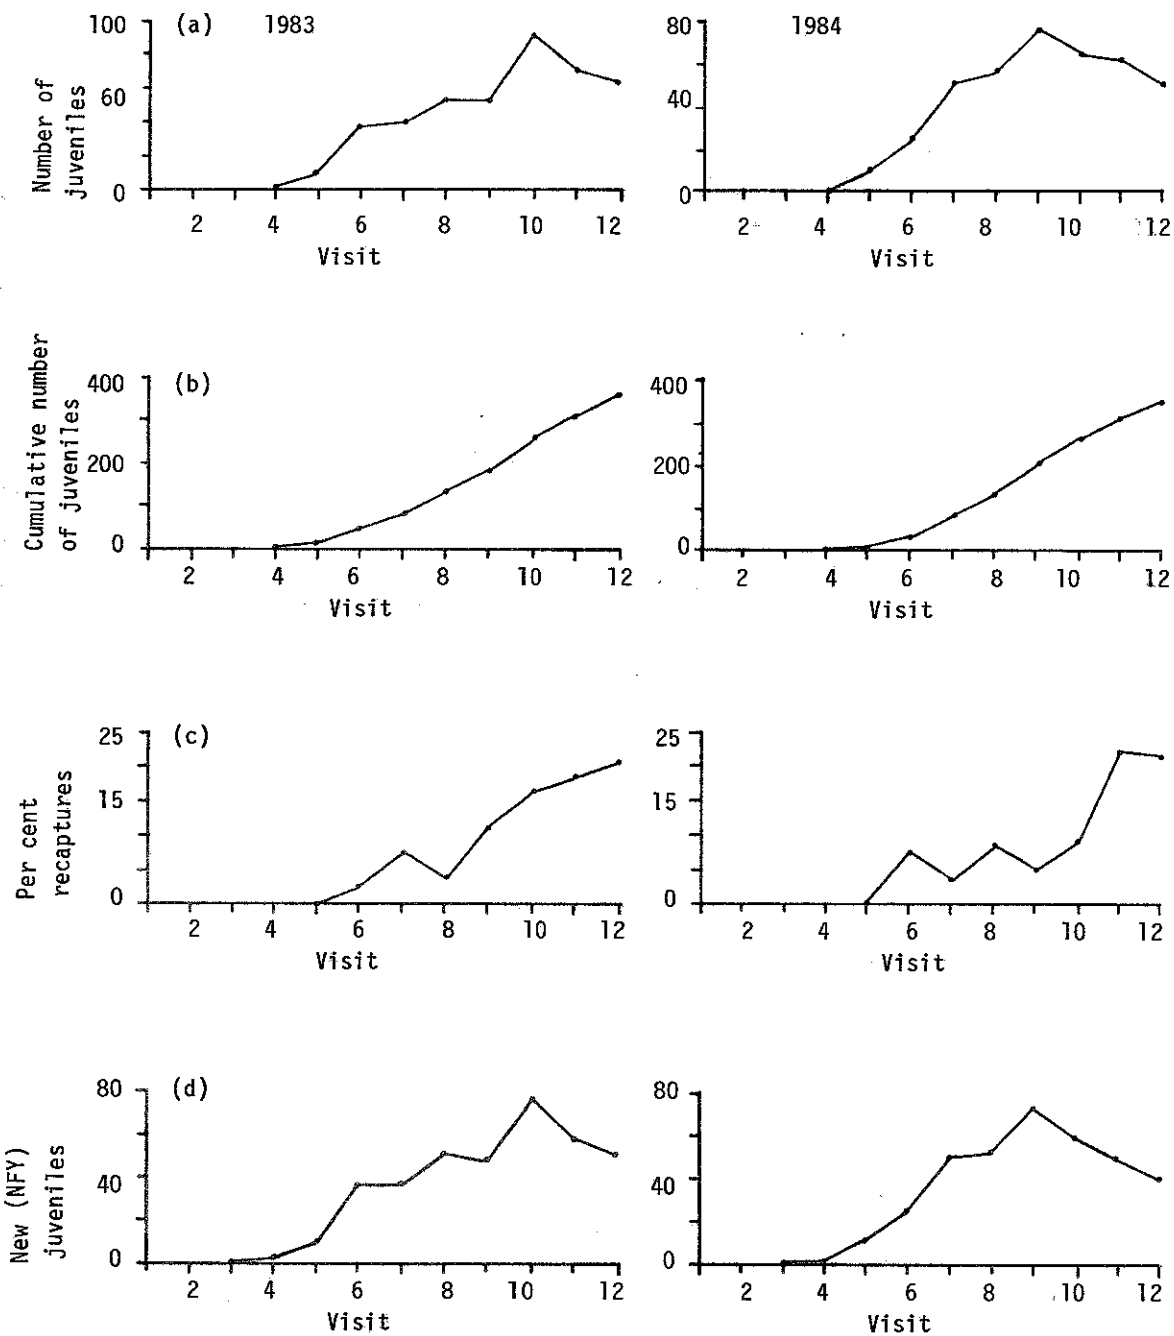 (a) 1983
1984
Number of
juveniles
100
60
0
2 4 6 8 10 12
Visit
80
40
0
2 4 6 8 10 12
Visit
(b)
Cumulative number
of juveniles
400
200
0
2 4 6 8 10 12
Visit
400
200
0
2 4 6 8 10 12
Visit
(c)
Per cent
recaptures
25
15
0
2 4 6 8 10 12
Visit
25
15
0
2 4 6 8 10 12
Visit
(d)
New (NFY)
juveniles
80
40
0
2 4 6 8 10 12
Visit
80
40
0
2 4 6 8 10 12
Visit